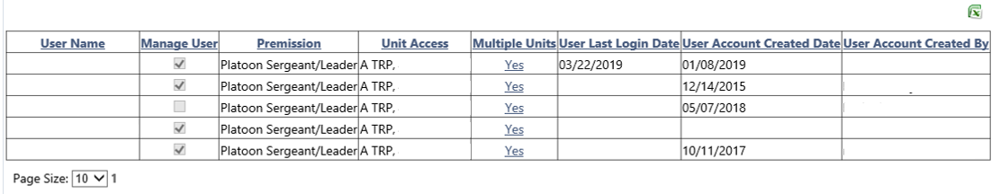 User Name Manage User Premission Unit Access Multiple Units User Last Login Date User Account Created Date User Account Created By
Platoon Sergeant/Leader A TRP, Yes 03/22/2019 01/08/2019
Platoon Sergeant/Leader A TRP, Yes 12/14/2015
Platoon Sergeant/Leader A TRP, Yes 05/07/2018
Platoon Sergeant/Leader A TRP, Yes
Platoon Sergeant/Leader A TRP, Yes 10/11/2017
Page Size: 10 1